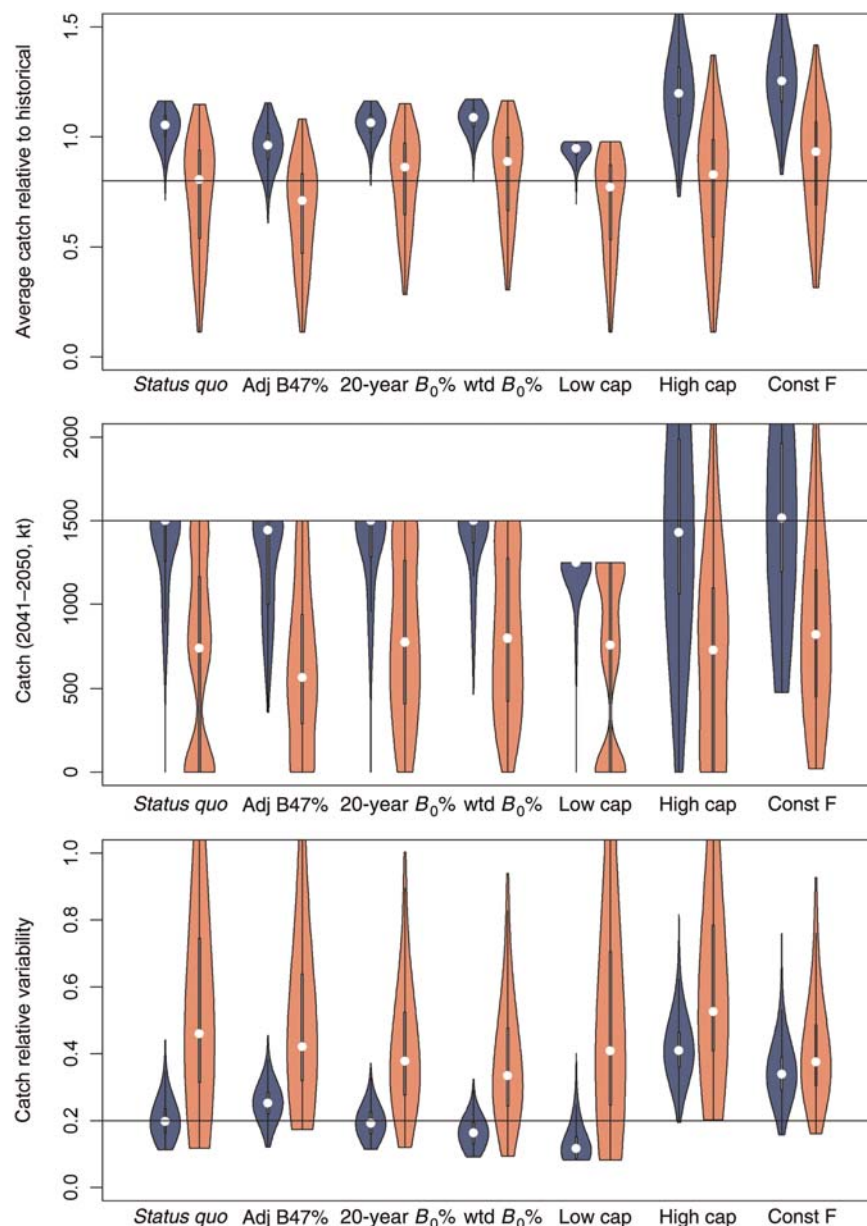 Average catch relative to historical
1.5
1.0
0.5
0.0
Status quo Adj B47% 20-year B₀% wtd B₀% Low cap High cap Const F
Catch (2041–2050, kt)
2000
1500
1000
500
0
Status quo Adj B47% 20-year B₀% wtd B₀% Low cap High cap Const F
Catch relative variability
1.0
0.8
0.6
0.4
0.2
0.0
Status quo Adj B47% 20-year B₀% wtd B₀% Low cap High cap Const F